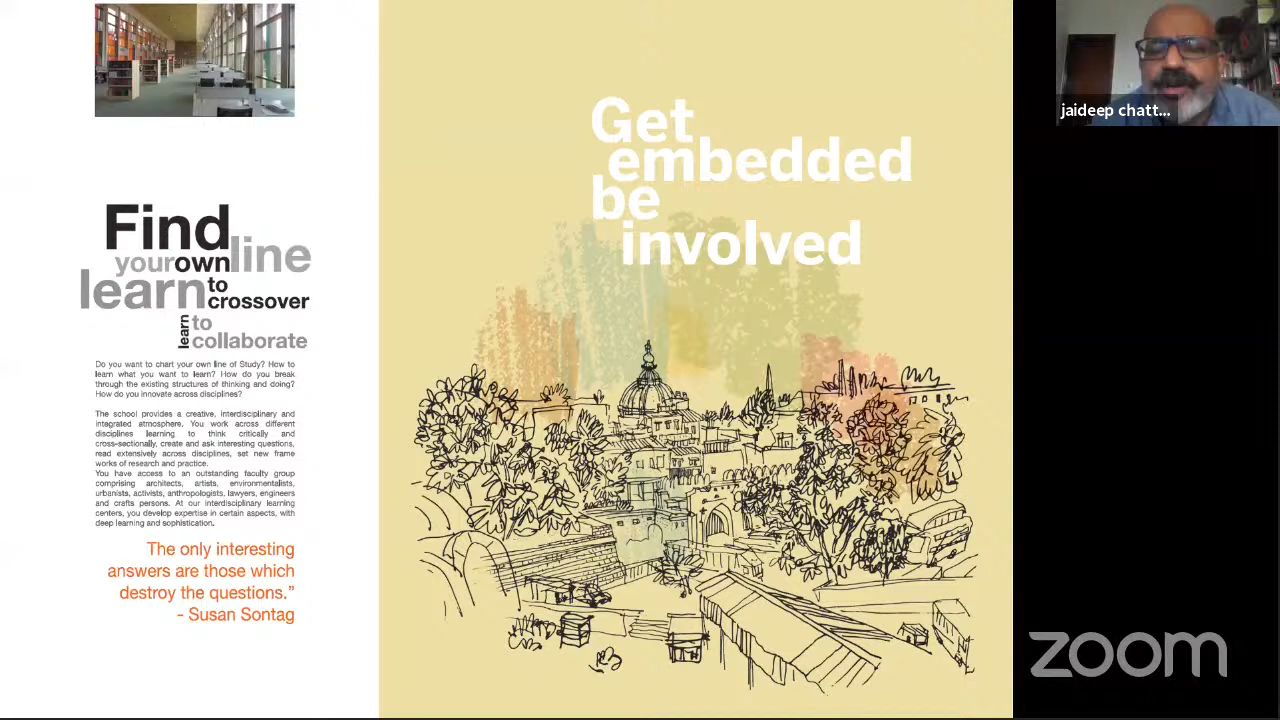 Find
your own line
learn to
crossover
learn to
collaborate
Do you want to chart your own line of Study? How to
learn what you want to learn? How do you break
through the existing structures of thinking and doing?
How do you innovate across disciplines?
The school provides a creative, interdisciplinary and
integrated atmosphere. You work across different
disciplines learning to think critically and
cross-sectionally, create and ask interesting questions,
read extensively across disciplines, set new frame
works of research and practice.
You have access to an outstanding faculty group
comprising architects, artists, environmentalists,
urbanists, activists, anthropologists, lawyers, engineers
and crafts persons. At our interdisciplinary learning
centers, you develop expertise in certain aspects, with
deep learning and sophistication.
The only interesting
answers are those which
destroy the questions.”
- Susan Sontag
Get
embedded
be
involved
jaideep chatt...
zoom